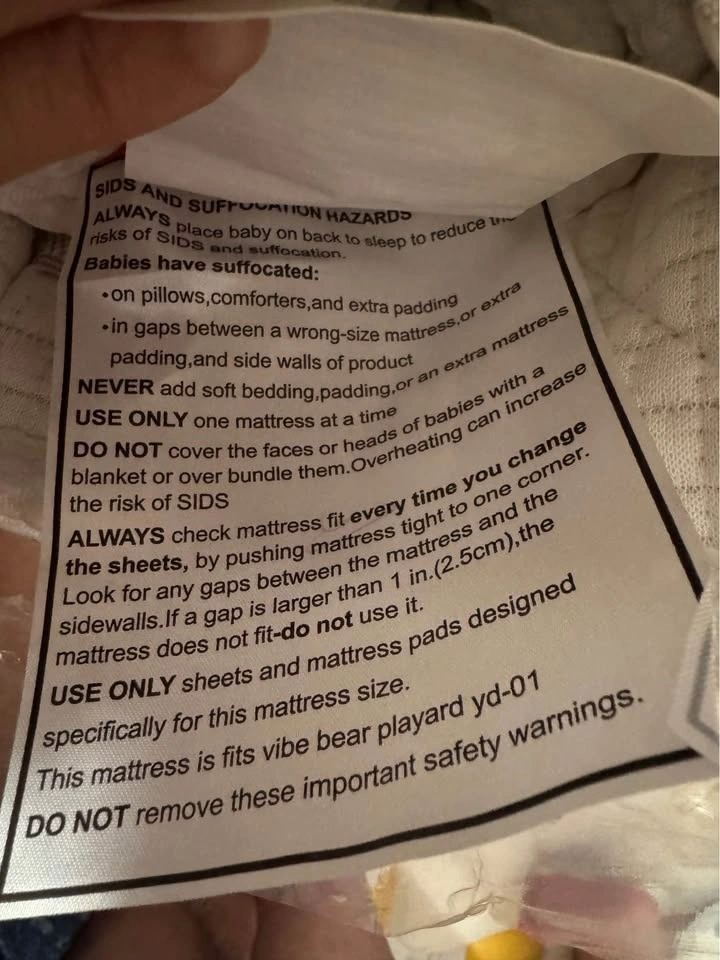 SIDS AND SUFFOCATION HAZARDS
ALWAYS place baby on back to sleep to reduce the
risks of SIDS and suffocation.
Babies have suffocated:
•on pillows,comforters,and extra padding
•in gaps between a wrong-size mattress,or extra
padding,and side walls of product
NEVER add soft bedding,padding,or an extra mattress
USE ONLY one mattress at a time
DO NOT cover the faces or heads of babies with a
blanket or over bundle them.Overheating can increase
the risk of SIDS
ALWAYS check mattress fit every time you change
the sheets, by pushing mattress tight to one corner.
Look for any gaps between the mattress and the
sidewalls.If a gap is larger than 1 in.(2.5cm),the
mattress does not fit-do not use it.
USE ONLY sheets and mattress pads designed
specifically for this mattress size.
This mattress is fits vibe bear playard yd-01
DO NOT remove these important safety warnings.